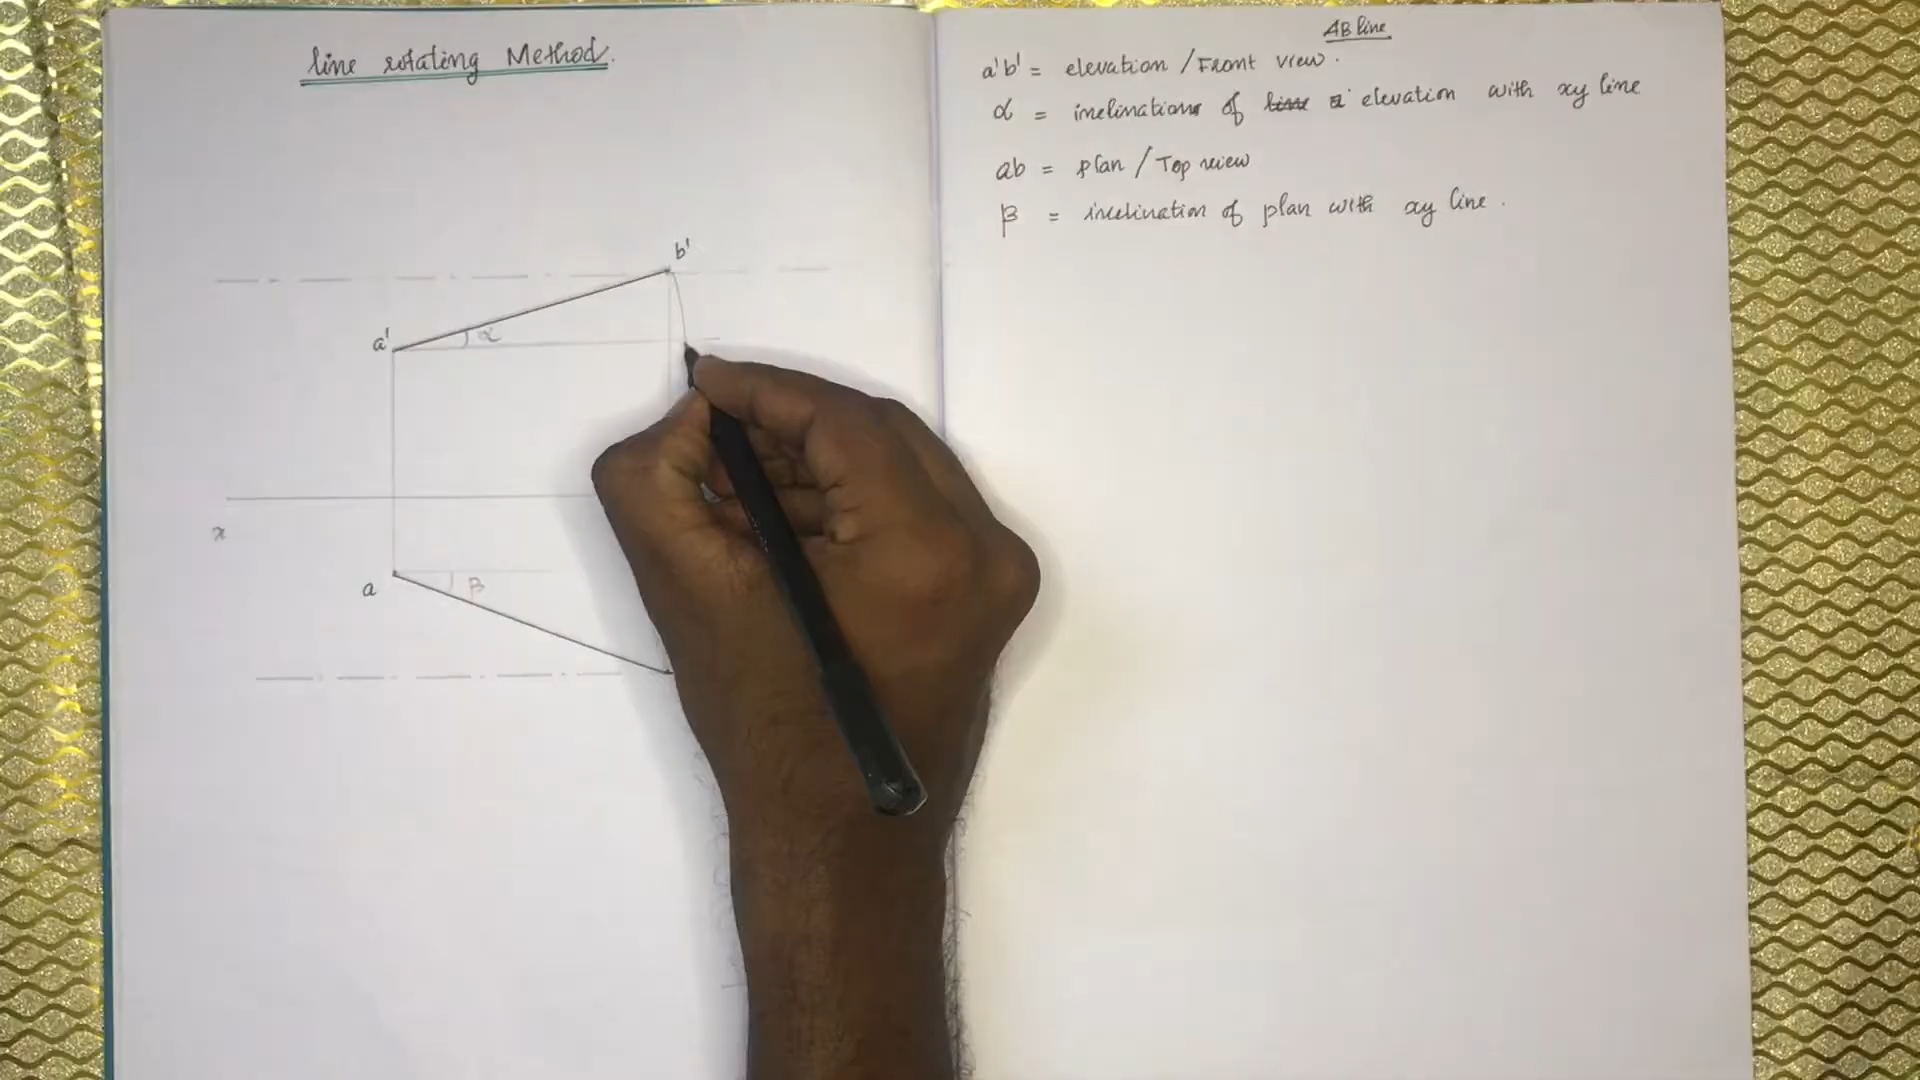 line rotating Method.
AB line
a'b' = elevation / Front view.
α = inclinations of line a' elevation with xy line
ab = plan / Top view
β = inclination of plan with xy line.
b'
a'
α
x
a
β